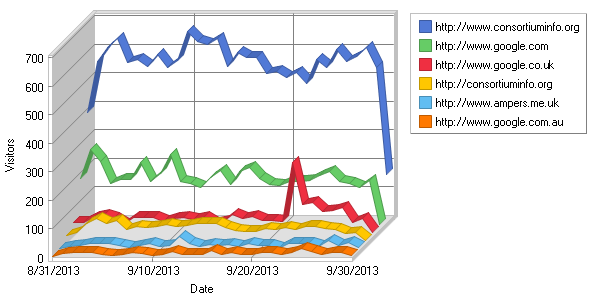 http://www.consortiuminfo.org
http://www.google.com
http://www.google.co.uk
http://consortiuminfo.org
http://www.ampers.me.uk
http://www.google.com.au
700
600
500
400
300
200
100
0
Visitors
8/31/2013 9/10/2013 9/20/2013 9/30/2013
Date